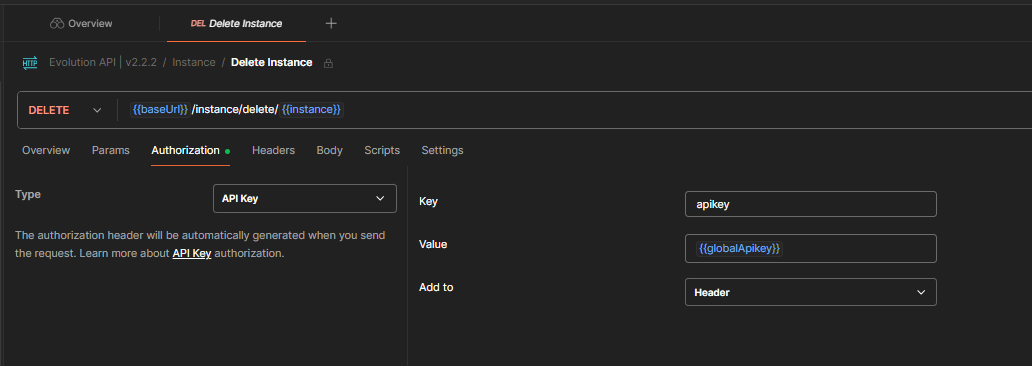 Overview
DEL Delete Instance
HTTP Evolution API | v2.2.2 / Instance / Delete Instance
DELETE {{baseUrl}} /instance/delete/ {{instance}}
Overview Params Authorization Headers Body Scripts Settings
Type API Key
The authorization header will be automatically generated when you send
the request. Learn more about API Key authorization.
Key apikey
Value {{globalApikey}}
Add to Header